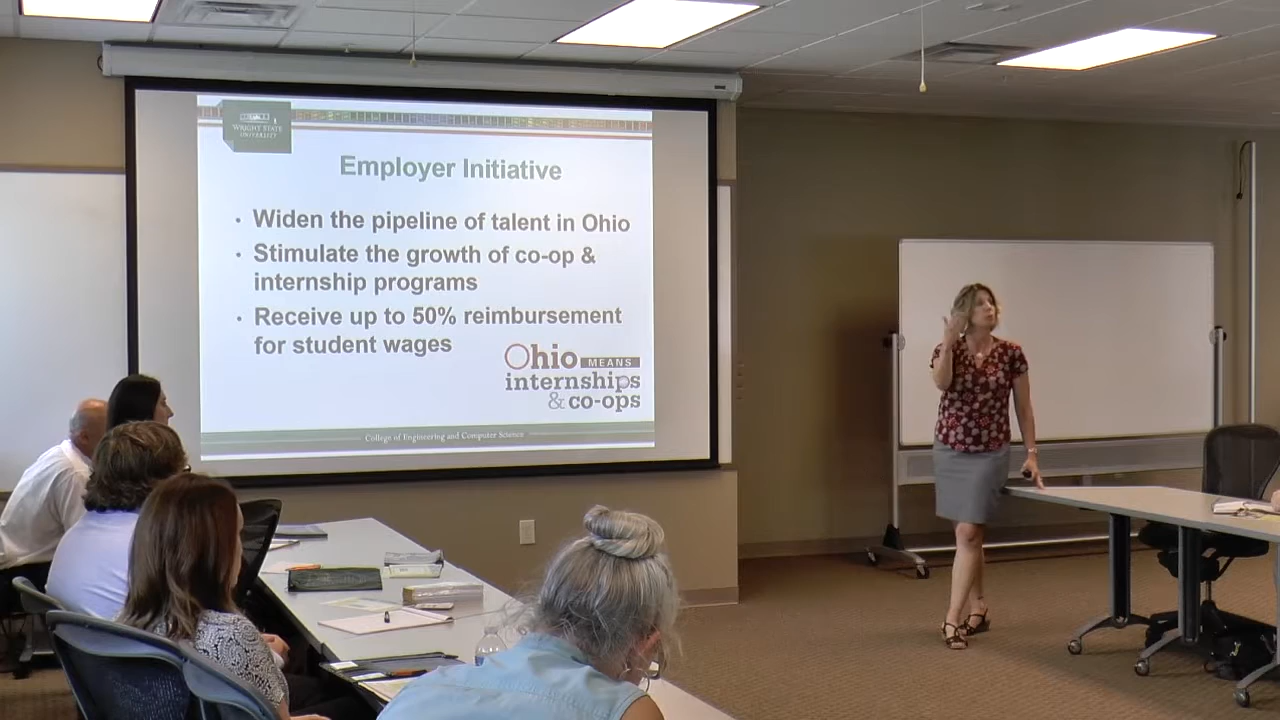 WRIGHT STATE
UNIVERSITY
Employer Initiative
• Widen the pipeline of talent in Ohio
• Stimulate the growth of co-op &
internship programs
• Receive up to 50% reimbursement
for student wages
Ohio MEANS
internships
& co-ops
College of Engineering and Computer Science